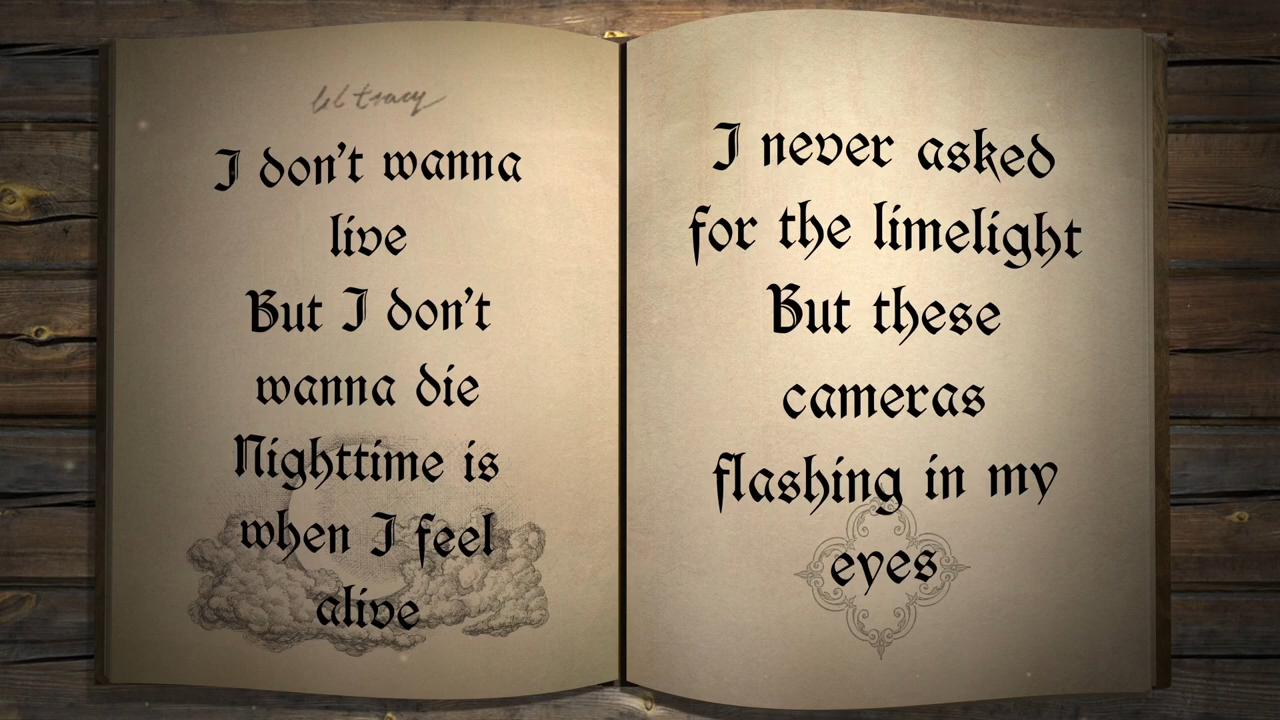 lil tracy
I don't wanna
live
But I don't
wanna die
Nighttime is
when I feel
alive
I never asked
for the limelight
But these
cameras
flashing in my
eyes